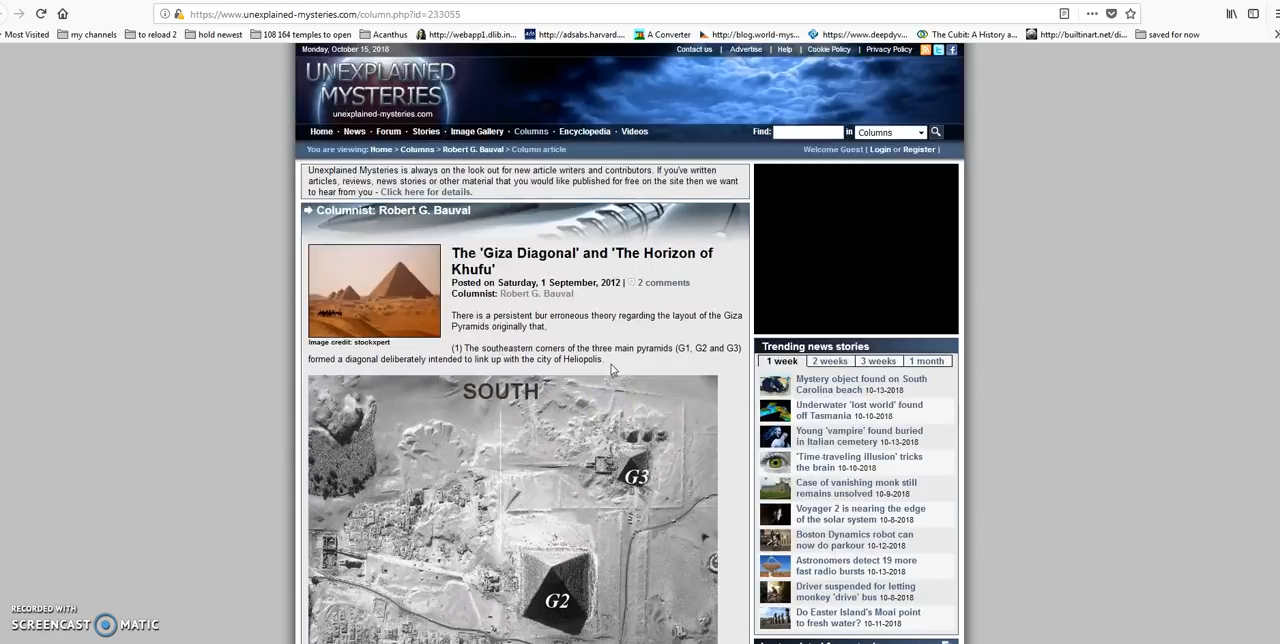 https://www.unexplained-mysteries.com/column.php?id=233055
Most Visited my channels to reload 2 hold newest 108 164 temples to open Acanthus http://webapp1.dlib.in... http://adsabs.harvard.... A Converter http://blog.world-mys... https://www.deepdyv... The Cubit: A History a... http://builtinart.net/di... saved for now
Monday, October 15, 2018 Contact us | Advertise | Help | Cookie Policy | Privacy Policy
UNEXPLAINED
MYSTERIES
unexplained-mysteries.com
Home · News · Forum · Stories · Image Gallery · Columns · Encyclopedia · Videos Find: in Columns
You are viewing: Home > Columns > Robert G. Bauval > Column article Welcome Guest ( Login or Register )
Unexplained Mysteries is always on the look out for new article writers and contributors. If you've written
articles, reviews, news stories or other material that you would like published for free on the site then we want
to hear from you - Click here for details.
Columnist: Robert G. Bauval
The 'Giza Diagonal' and 'The Horizon of
Khufu'
Posted on Saturday, 1 September, 2012 | 2 comments
Columnist: Robert G. Bauval
Image credit: stockxpert
There is a persistent bur erroneous theory regarding the layout of the Giza
Pyramids originally that,
(1) The southeastern corners of the three main pyramids (G1, G2 and G3)
formed a diagonal deliberately intended to link up with the city of Heliopolis.
SOUTH
G3
G2
Trending news stories
1 week 2 weeks 3 weeks 1 month
Mystery object found on South
Carolina beach 10-13-2018
Underwater 'lost world' found
off Tasmania 10-10-2018
Young 'vampire' found buried
in Italian cemetery 10-13-2018
'Time-traveling illusion' tricks
the brain 10-10-2018
Case of vanishing monk still
remains unsolved 10-9-2018
Voyager 2 is nearing the edge
of the solar system 10-8-2018
Boston Dynamics robot can
now do parkour 10-12-2018
Astronomers detect 19 more
fast radio bursts 10-13-2018
Driver suspended for letting
monkey 'drive' bus 10-8-2018
Do Easter Island's Moai point
to fresh water? 10-11-2018
RECORDED WITH
SCREENCAST MATIC